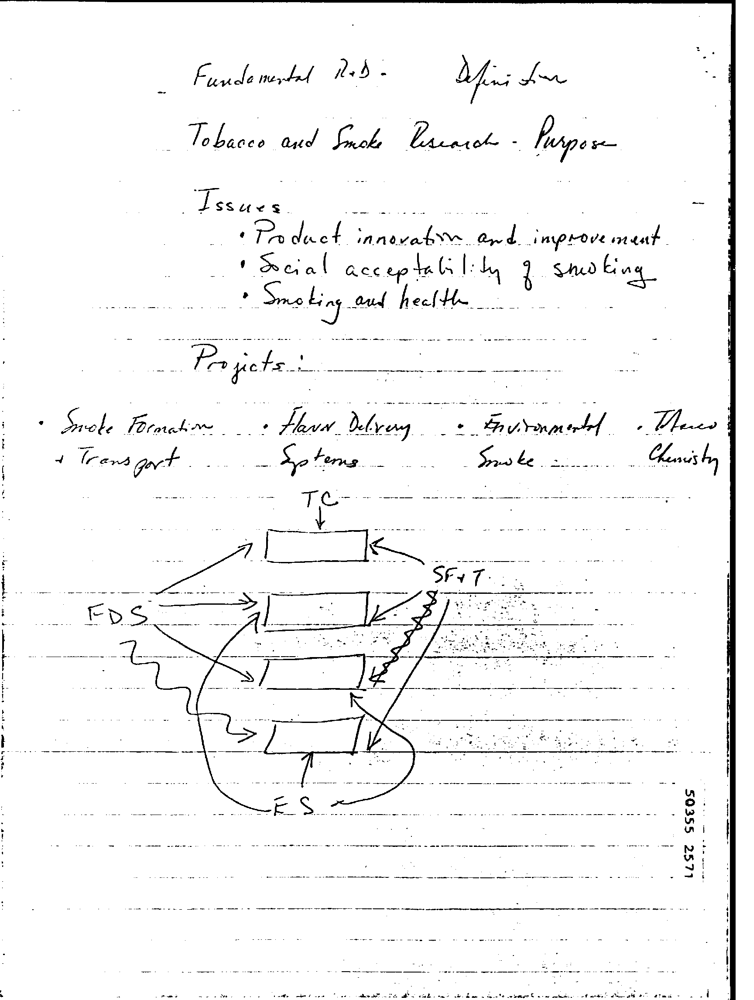 Fundamental R+D - Definition
Tobacco and Smoke Research - Purpose
Issues
• Product innovation and improvement
• Social acceptability of smoking
• Smoking and health
Projects:
• Smoke Formation • Flavor Delivery • Environmental • Tobacco
+ Transport Systems Smoke Chemistry
TC
SF+T
FDS
ES
50355 2571